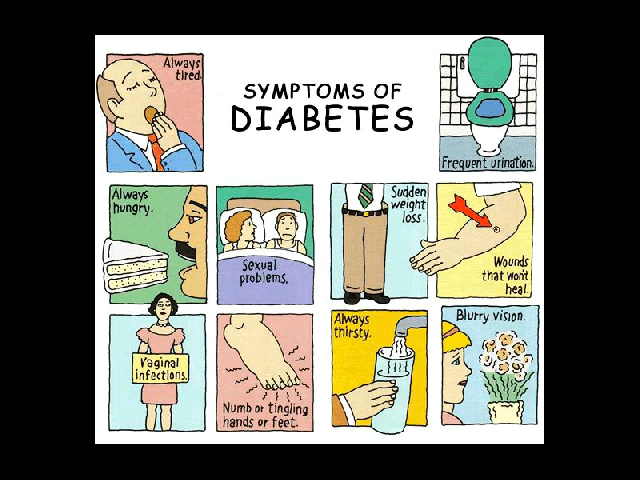 Always
tired.
SYMPTOMS OF
DIABETES
Frequent urination.
Always
hungry.
Sexual
problems.
Sudden
weight
loss.
Wounds
that won't
heal.
Vaginal
infections.
Numb or tingling
hands or feet.
Always
thirsty.
Blurry vision.